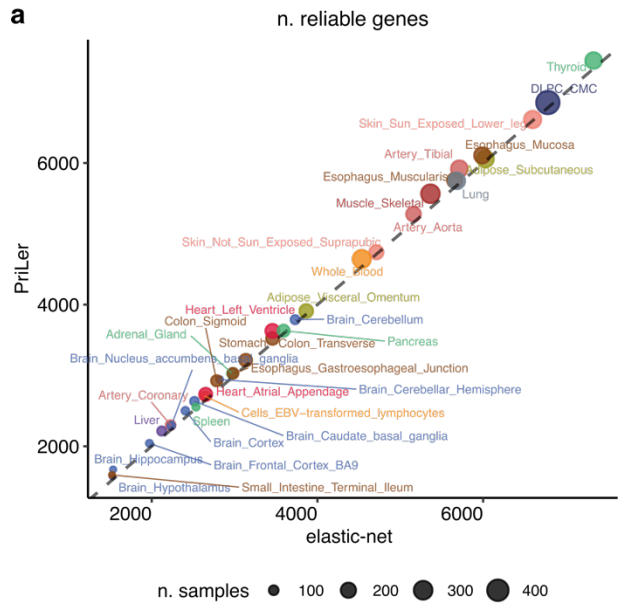 a
n. reliable genes
Thyroid
DLPC_CMC
Skin_Sun_Exposed_Lower_leg
Esophagus_Mucosa
6000
Artery_Tibial
Adipose_Subcutaneous
Esophagus_Muscularis
Lung
Muscle_Skeletal
Artery_Aorta
Skin_Not_Sun_Exposed_Suprapubic
PriLer
Whole_Blood
Adipose_Visceral_Omentum
4000
Heart_Left_Ventricle
Brain_Cerebellum
Colon_Sigmoid
Adrenal_Gland
Pancreas
Stomach
Colon_Transverse
Brain_Nucleus_accumbens_basal_ganglia
Esophagus_Gastroesophageal_Junction
Brain_Cerebellar_Hemisphere
Artery_Coronary
Heart_Atrial_Appendage
Cells_EBV-transformed_lymphocytes
Liver
Spleen
Brain_Caudate_basal_ganglia
2000
Brain_Cortex
Brain_Hippocampus
Brain_Frontal_Cortex_BA9
Brain_Hypothalamus
Small_Intestine_Terminal_Ileum
2000 4000 6000
elastic-net
n. samples 100 200 300 400